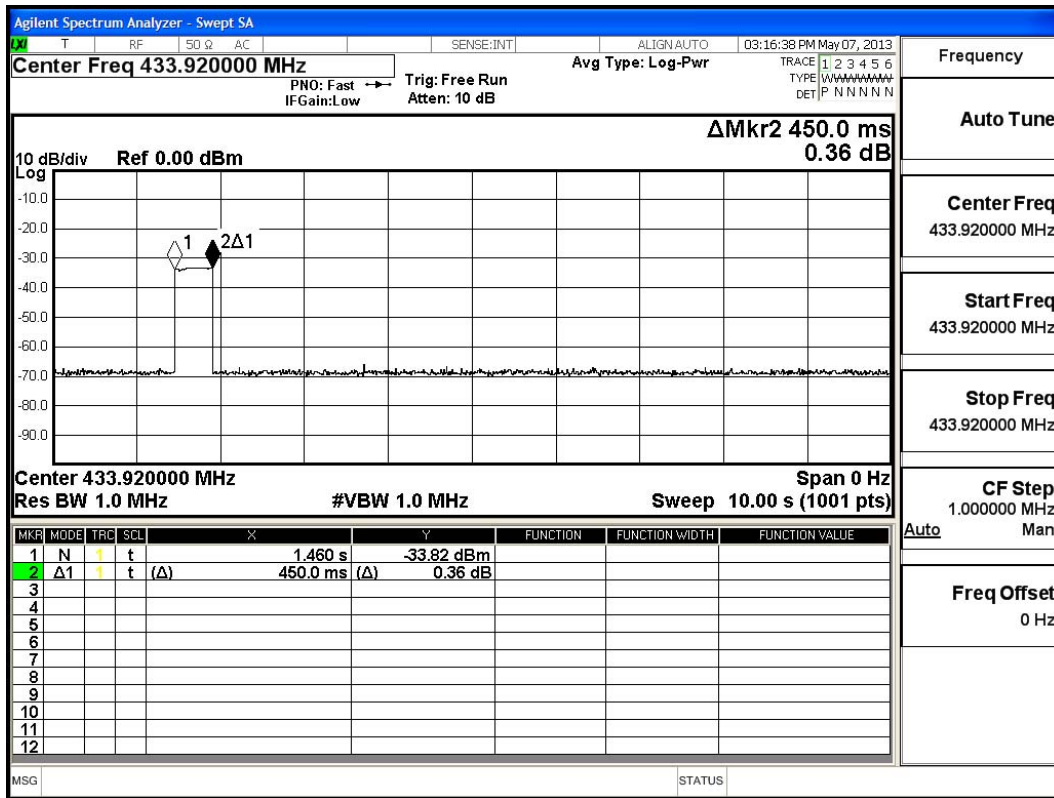 Agilent Spectrum Analyzer - Swept SA
LXI T RF 50 Ω AC SENSE:INT ALIGN AUTO 03:16:38 PM May 07, 2013
Center Freq 433.920000 MHz
PNO: Fast
IFGain:Low
Trig: Free Run
Atten: 10 dB
Avg Type: Log-Pwr
TRACE 1 2 3 4 5 6
TYPE
DET P N N N N N
ΔMkr2 450.0 ms
0.36 dB
10 dB/div Ref 0.00 dBm
Log
-10.0
-20.0
-30.0
-40.0
-50.0
-60.0
-70.0
-80.0
-90.0
1
2Δ1
Center 433.920000 MHz Span 0 Hz
Res BW 1.0 MHz #VBW 1.0 MHz Sweep 10.00 s (1001 pts)
MKR MODE TRC SCL X Y FUNCTION FUNCTION WIDTH FUNCTION VALUE
1 N 1 t 1.460 s -33.82 dBm
2 Δ1 1 t (Δ) 450.0 ms (Δ) 0.36 dB
3
4
5
6
7
8
9
10
11
12
MSG STATUS
Frequency
Auto Tune
Center Freq
433.920000 MHz
Start Freq
433.920000 MHz
Stop Freq
433.920000 MHz
CF Step
1.000000 MHz
Auto Man
Freq Offset
0 Hz